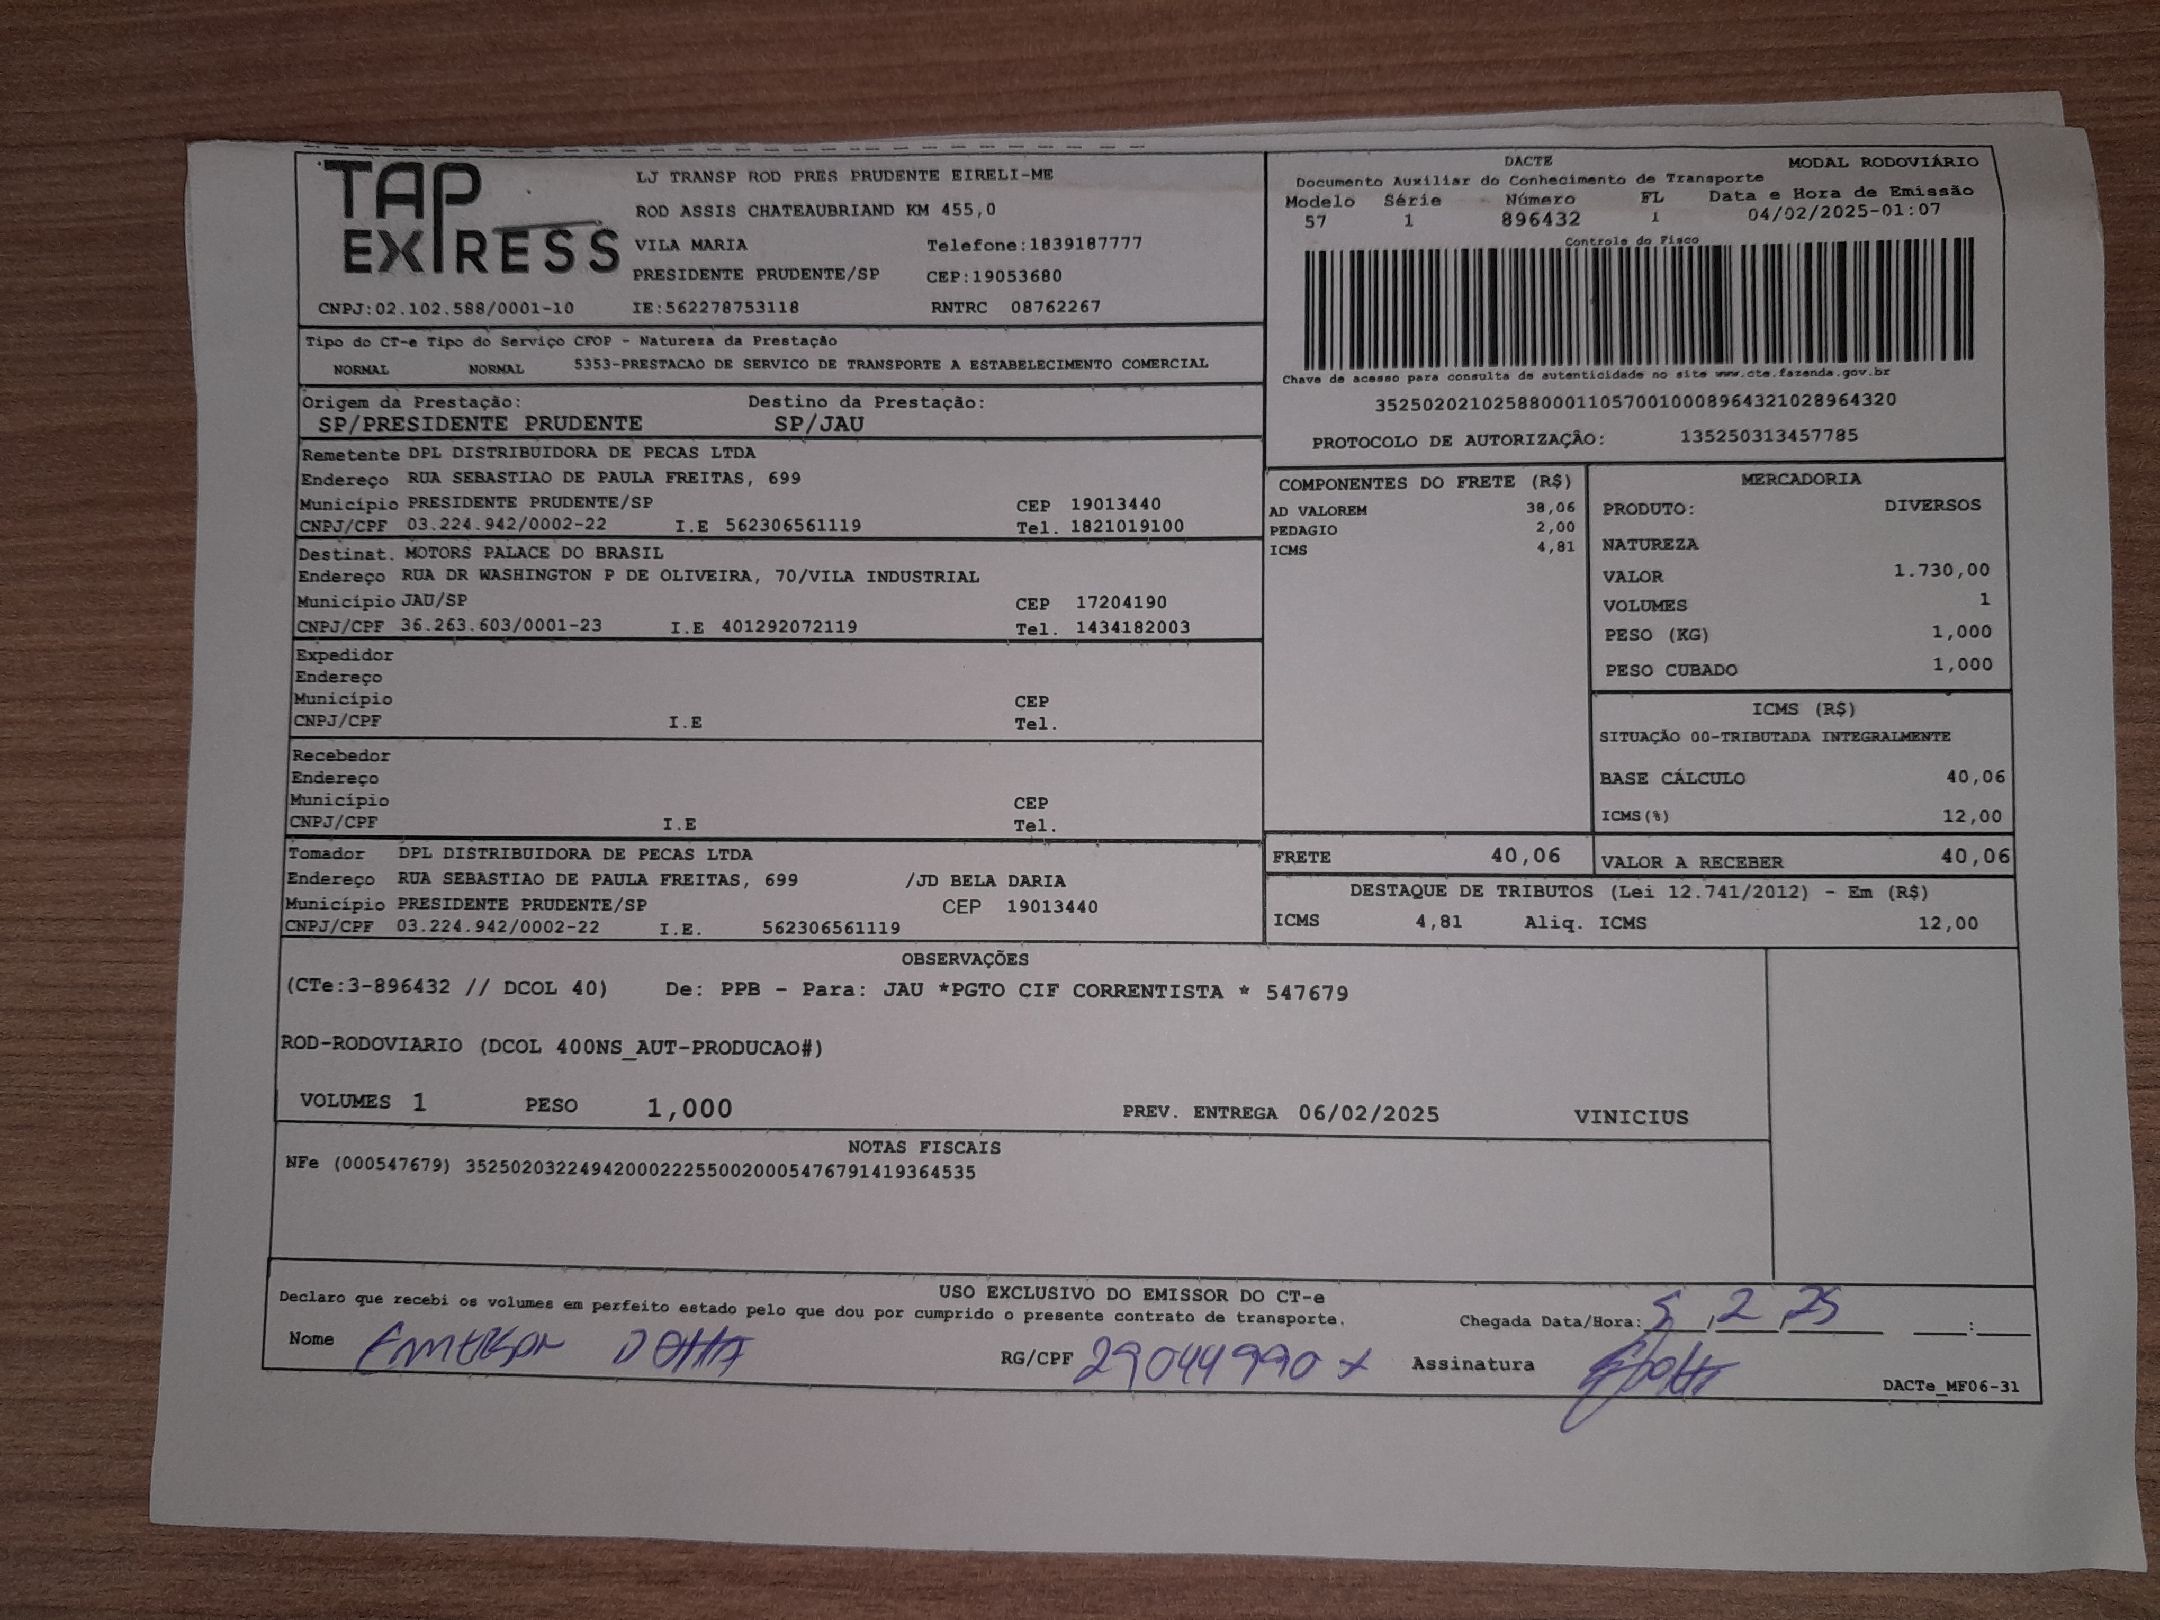 TAP EXPRESS
LJ TRANSP ROD PRES PRUDENTE EIRELI-ME
ROD ASSIS CHATEAUBRIAND KM 455,0
VILA MARIA Telefone:1839187777
PRESIDENTE PRUDENTE/SP CEP:19053680
CNPJ:02.102.588/0001-10 IE:562278753118 RNTRC 08762267
DACTE MODAL RODOVIÁRIO
Documento Auxiliar do Conhecimento de Transporte
Modelo Série Número FL Data e Hora de Emissão
57 1 896432 1 04/02/2025-01:07
Controle do Fisco
Chave de acesso para consulta de autenticidade no site www.cte.fazenda.gov.br
35250202102588000110570010008964321028964320
PROTOCOLO DE AUTORIZAÇÃO: 135250313457785
Tipo do CT-e Tipo do Serviço CFOP - Natureza da Prestação
NORMAL NORMAL 5353-PRESTACAO DE SERVICO DE TRANSPORTE A ESTABELECIMENTO COMERCIAL
Origem da Prestação: Destino da Prestação:
SP/PRESIDENTE PRUDENTE SP/JAU
Remetente DPL DISTRIBUIDORA DE PECAS LTDA
Endereço RUA SEBASTIAO DE PAULA FREITAS, 699
Município PRESIDENTE PRUDENTE/SP CEP 19013440
CNPJ/CPF 03.224.942/0002-22 I.E 562306561119 Tel. 1821019100
Destinat. MOTORS PALACE DO BRASIL
Endereço RUA DR WASHINGTON P DE OLIVEIRA, 70/VILA INDUSTRIAL
Município JAU/SP CEP 17204190
CNPJ/CPF 36.263.603/0001-23 I.E 401292072119 Tel. 1434182003
Expedidor
Endereço
Município CEP
CNPJ/CPF I.E Tel.
Recebedor
Endereço
Município CEP
CNPJ/CPF I.E Tel.
Tomador DPL DISTRIBUIDORA DE PECAS LTDA
Endereço RUA SEBASTIAO DE PAULA FREITAS, 699 /JD BELA DARIA
Município PRESIDENTE PRUDENTE/SP CEP 19013440
CNPJ/CPF 03.224.942/0002-22 I.E. 562306561119
COMPONENTES DO FRETE (R$)
AD VALOREM 38,06
PEDAGIO 2,00
ICMS 4,81
MERCADORIA
PRODUTO: DIVERSOS
NATUREZA
VALOR 1.730,00
VOLUMES 1
PESO (KG) 1,000
PESO CUBADO 1,000
ICMS (R$)
SITUAÇÃO 00-TRIBUTADA INTEGRALMENTE
BASE CÁLCULO 40,06
ICMS(%) 12,00
FRETE 40,06 VALOR A RECEBER 40,06
DESTAQUE DE TRIBUTOS (Lei 12.741/2012) - Em (R$)
ICMS 4,81 Aliq. ICMS 12,00
OBSERVAÇÕES
(CTe:3-896432 // DCOL 40) De: PPB - Para: JAU *PGTO CIF CORRENTISTA * 547679
ROD-RODOVIARIO (DCOL 400NS_AUT-PRODUCAO#)
VOLUMES 1 PESO 1,000 PREV. ENTREGA 06/02/2025 VINICIUS
NOTAS FISCAIS
NFe (000547679) 35250203224942000222550020005476791419364535
USO EXCLUSIVO DO EMISSOR DO CT-e
Declaro que recebi os volumes em perfeito estado pelo que dou por cumprido o presente contrato de transporte. Chegada Data/Hora: 5,2,25 :
Nome EMERSON RG/CPF 29044990 x Assinatura
DACTe_MF06-31